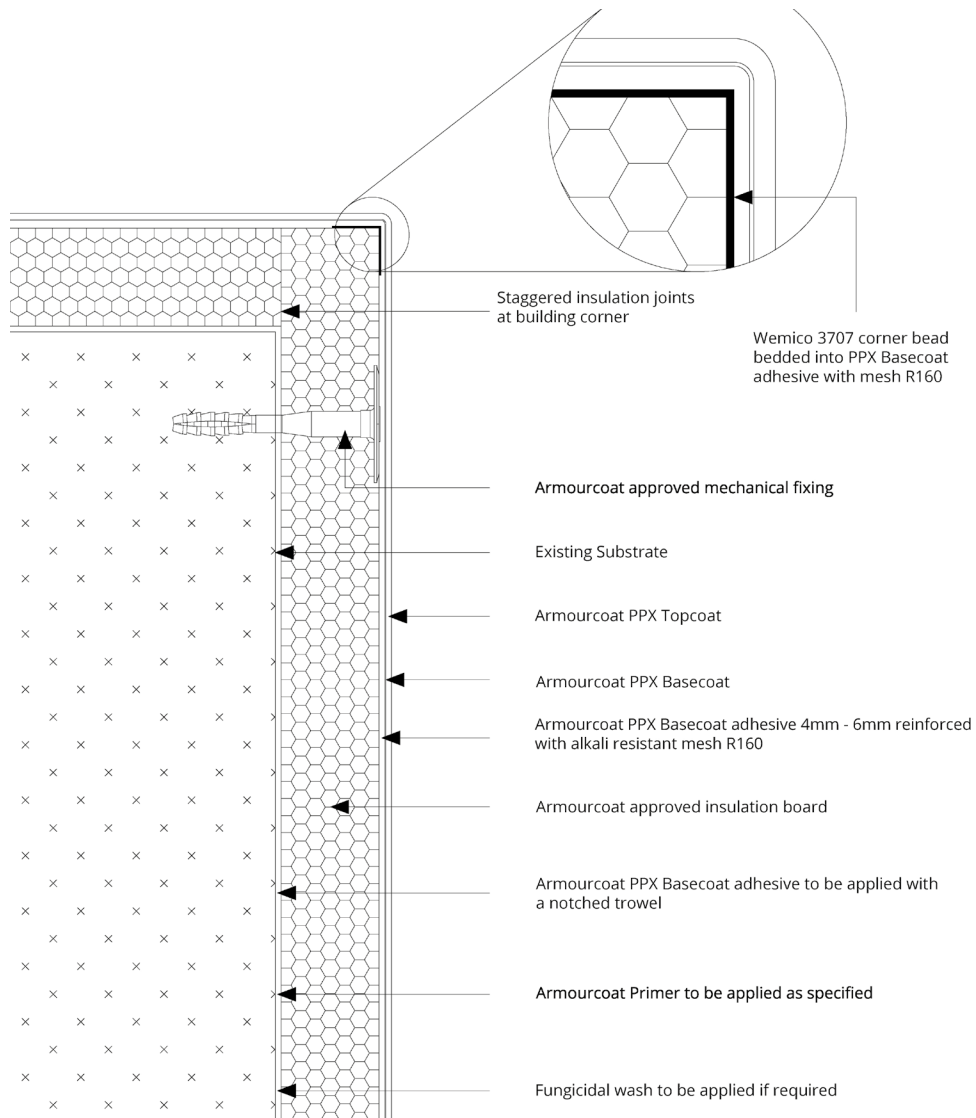 Staggered insulation joints
at building corner
Wemico 3707 corner bead
bedded into PPX Basecoat
adhesive with mesh R160
Armourcoat approved mechanical fixing
Existing Substrate
Armourcoat PPX Topcoat
Armourcoat PPX Basecoat
Armourcoat PPX Basecoat adhesive 4mm - 6mm reinforced
with alkali resistant mesh R160
Armourcoat approved insulation board
Armourcoat PPX Basecoat adhesive to be applied with
a notched trowel
Armourcoat Primer to be applied as specified
Fungicidal wash to be applied if required